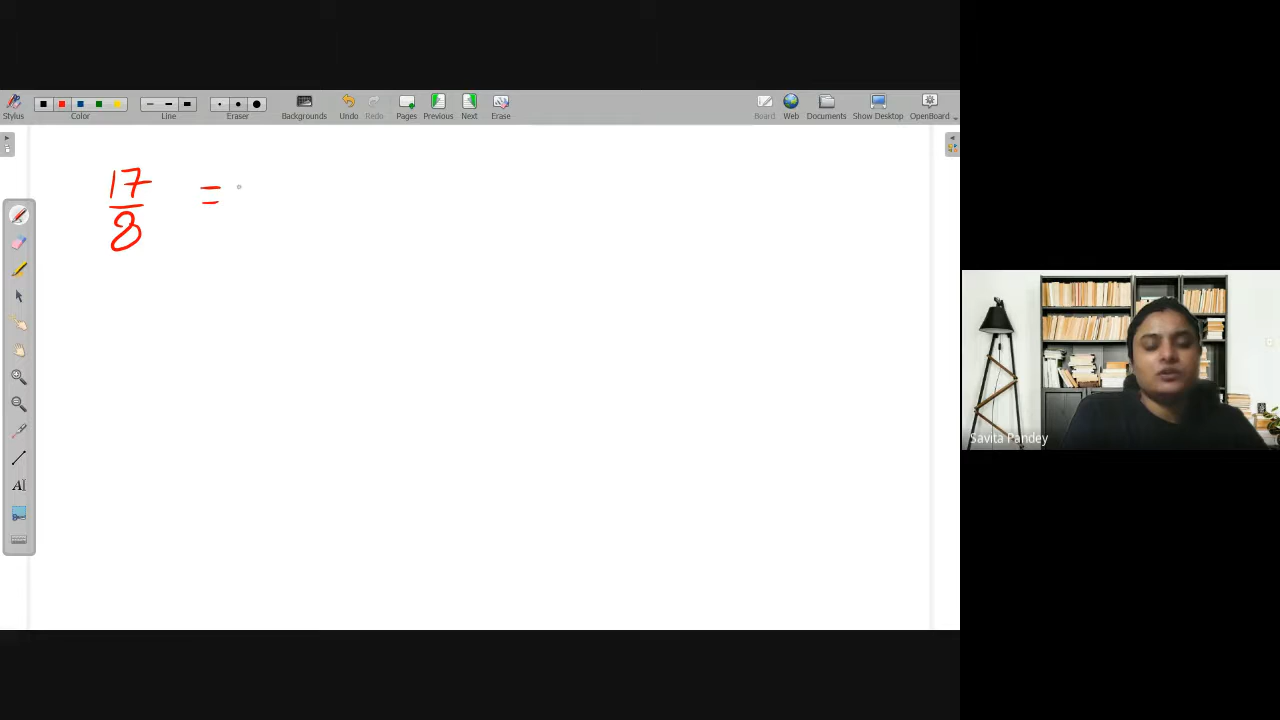 Stylus Color Line Eraser Backgrounds Undo Redo Pages Previous Next Erase Board Web Documents Show Desktop OpenBoard
17
8
=
AI
Savita Pandey